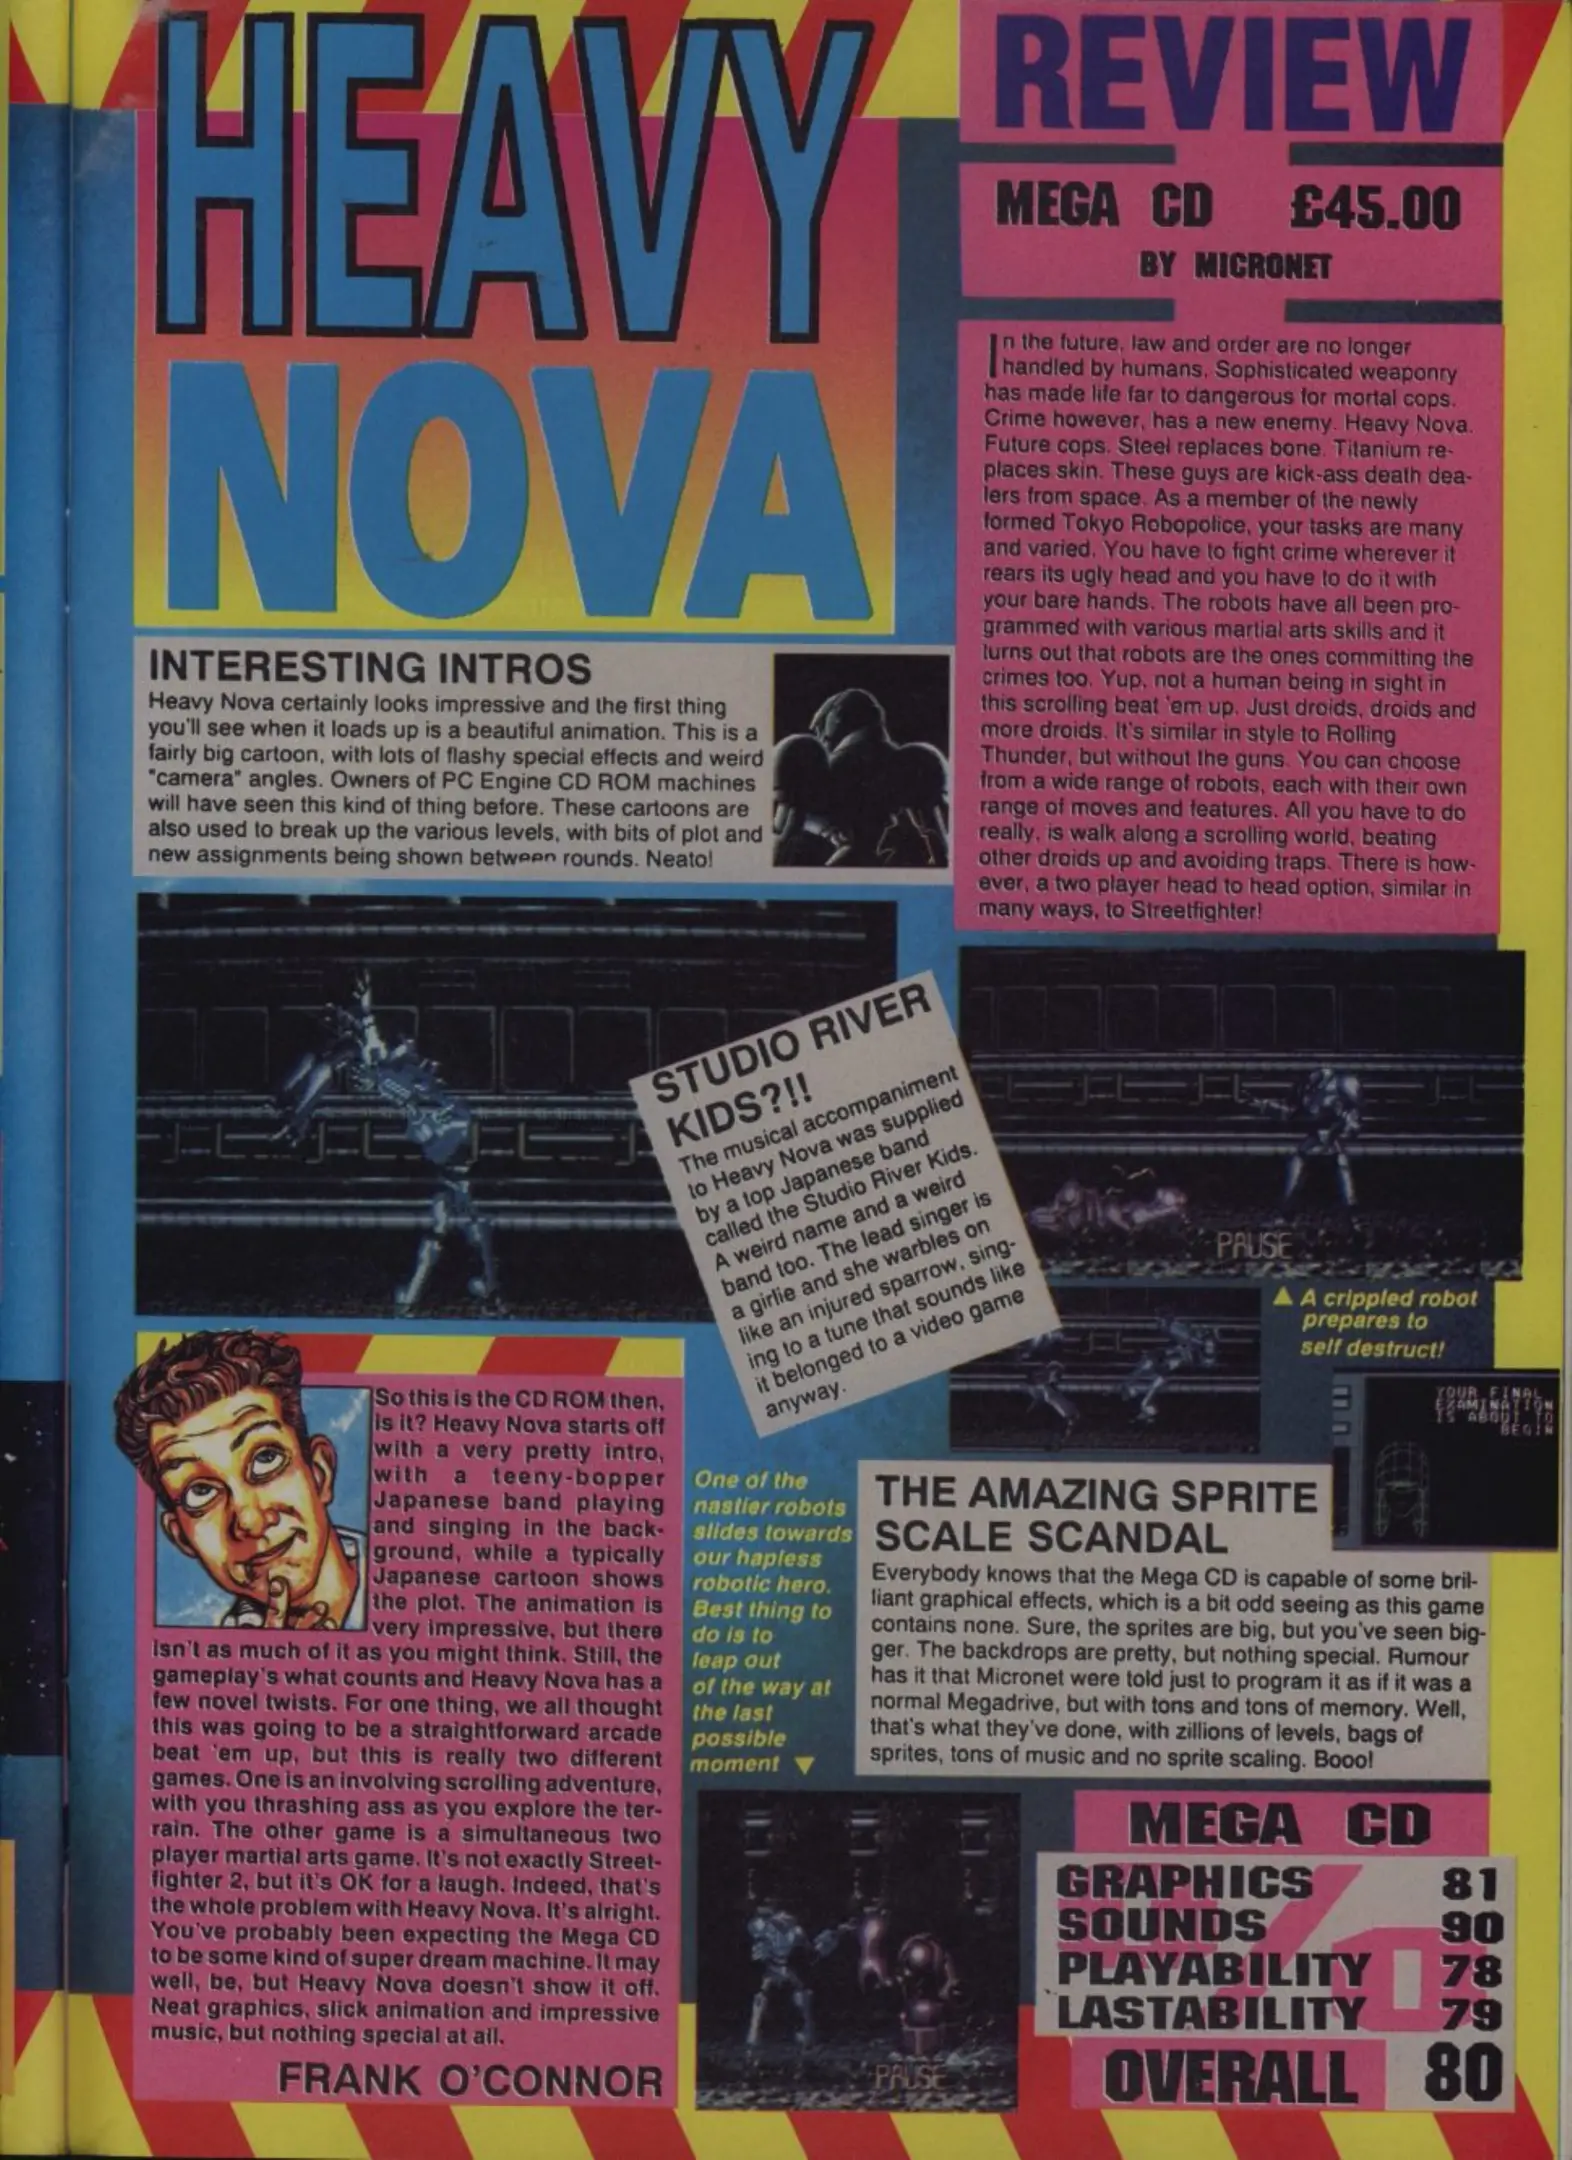 HEAVY
NOVA
REVIEW
MEGA CD £45.00
BY MICRONET
In the future, law and order are no longer
handled by humans. Sophisticated weaponry
has made life far to dangerous for mortal cops.
Crime however, has a new enemy. Heavy Nova.
Future cops. Steel replaces bone. Titanium re-
places skin. These guys are kick-ass death dea-
lers from space. As a member of the newly
formed Tokyo Robopolice, your tasks are many
and varied. You have to fight crime wherever it
rears its ugly head and you have to do it with
your bare hands. The robots have all been pro-
grammed with various martial arts skills and it
turns out that robots are the ones committing the
crimes too. Yup, not a human being in sight in
this scrolling beat 'em up. Just droids, droids and
more droids. It's similar in style to Rolling
Thunder, but without the guns. You can choose
from a wide range of robots, each with their own
range of moves and features. All you have to do
really, is walk along a scrolling world, beating
other droids up and avoiding traps. There is how-
ever, a two player head to head option, similar in
many ways, to Streetfighter!
INTERESTING INTROS
Heavy Nova certainly looks impressive and the first thing
you'll see when it loads up is a beautiful animation. This is a
fairly big cartoon, with lots of flashy special effects and weird
"camera" angles. Owners of PC Engine CD ROM machines
will have seen this kind of thing before. These cartoons are
also used to break up the various levels, with bits of plot and
new assignments being shown between rounds. Neato!
STUDIO RIVER
KIDS?!!
The musical accompaniment
to Heavy Nova was supplied
by a top Japanese band
called the Studio River Kids.
A weird name and a weird
band too. The lead singer is
a girlie and she warbles on
like an injured sparrow, sing-
ing to a tune that sounds like
it belonged to a video game
anyway.
PAUSE
▲ A crippled robot
prepares to
self destruct!
YOUR FINAL
EXAMINATION
IS ABOUT TO
BEGIN
So this is the CD ROM then,
is it? Heavy Nova starts off
with a very pretty intro,
with a teeny-bopper
Japanese band playing
and singing in the back-
ground, while a typically
Japanese cartoon shows
the plot. The animation is
very impressive, but there
isn't as much of it as you might think. Still, the
gameplay's what counts and Heavy Nova has a
few novel twists. For one thing, we all thought
this was going to be a straightforward arcade
beat 'em up, but this is really two different
games. One is an involving scrolling adventure,
with you thrashing ass as you explore the ter-
rain. The other game is a simultaneous two
player martial arts game. It's not exactly Street-
fighter 2, but it's OK for a laugh. Indeed, that's
the whole problem with Heavy Nova. It's alright.
You've probably been expecting the Mega CD
to be some kind of super dream machine. It may
well, be, but Heavy Nova doesn't show it off.
Neat graphics, slick animation and impressive
music, but nothing special at all.
FRANK O'CONNOR
One of the
nastier robots
slides towards
our hapless
robotic hero.
Best thing to
do is to
leap out
of the way at
the last
possible
moment ▼
THE AMAZING SPRITE
SCALE SCANDAL
Everybody knows that the Mega CD is capable of some bril-
liant graphical effects, which is a bit odd seeing as this game
contains none. Sure, the sprites are big, but you've seen big-
ger. The backdrops are pretty, but nothing special. Rumour
has it that Micronet were told just to program it as if it was a
normal Megadrive, but with tons and tons of memory. Well,
that's what they've done, with zillions of levels, bags of
sprites, tons of music and no sprite scaling. Booo!
PAUSE
MEGA CD
GRAPHICS 81
SOUNDS 90
PLAYABILITY 78
LASTABILITY 79
OVERALL 80